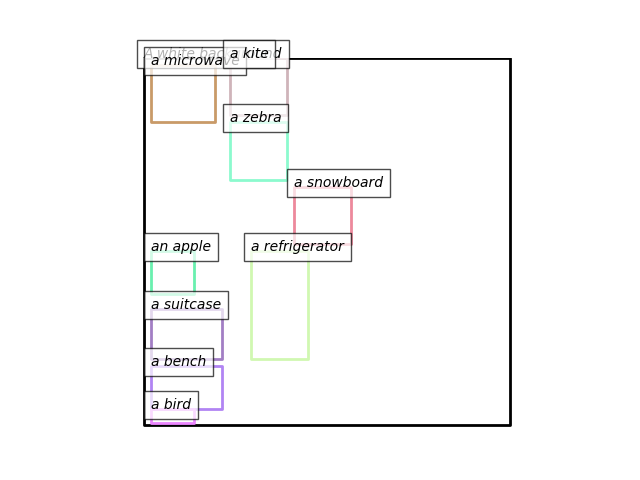 A white background
a kite
a microwave
a zebra
a snowboard
an apple
a refrigerator
a suitcase
a bench
a bird